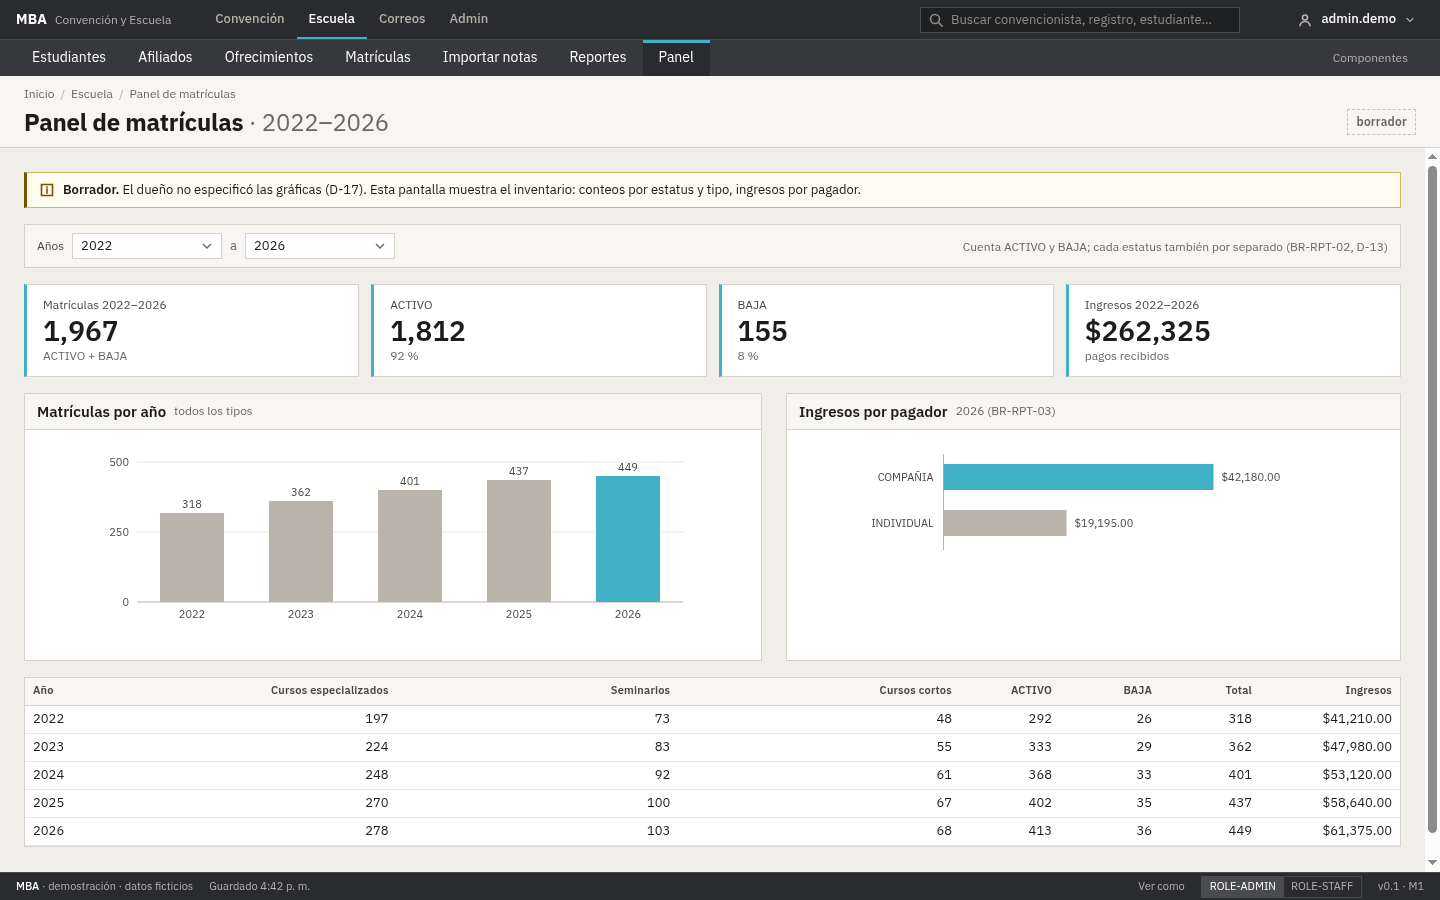 MBA Convención y Escuela Convención Escuela Correos Admin Buscar convencionista, registro, estudiante... admin.demo
Estudiantes Afiliados Ofrecimientos Matrículas Importar notas Reportes Panel Componentes
Inicio / Escuela / Panel de matrículas
Panel de matrículas · 2022–2026 borrador
Borrador. El dueño no especificó las gráficas (D-17). Esta pantalla muestra el inventario: conteos por estatus y tipo, ingresos por pagador.
Años 2022 a 2026 Cuenta ACTIVO y BAJA; cada estatus también por separado (BR-RPT-02, D-13)
Matrículas 2022–2026
1,967
ACTIVO + BAJA
ACTIVO
1,812
92 %
BAJA
155
8 %
Ingresos 2022–2026
$262,325
pagos recibidos
Matrículas por año todos los tipos
500
250
0
318
362
401
437
449
2022 2023 2024 2025 2026
Ingresos por pagador 2026 (BR-RPT-03)
COMPAÑIA $42,180.00
INDIVIDUAL $19,195.00
Año Cursos especializados Seminarios Cursos cortos ACTIVO BAJA Total Ingresos
2022 197 73 48 292 26 318 $41,210.00
2023 224 83 55 333 29 362 $47,980.00
2024 248 92 61 368 33 401 $53,120.00
2025 270 100 67 402 35 437 $58,640.00
2026 278 103 68 413 36 449 $61,375.00
MBA · demostración · datos ficticios Guardado 4:42 p. m. Ver como ROLE-ADMIN ROLE-STAFF v0.1 · M1